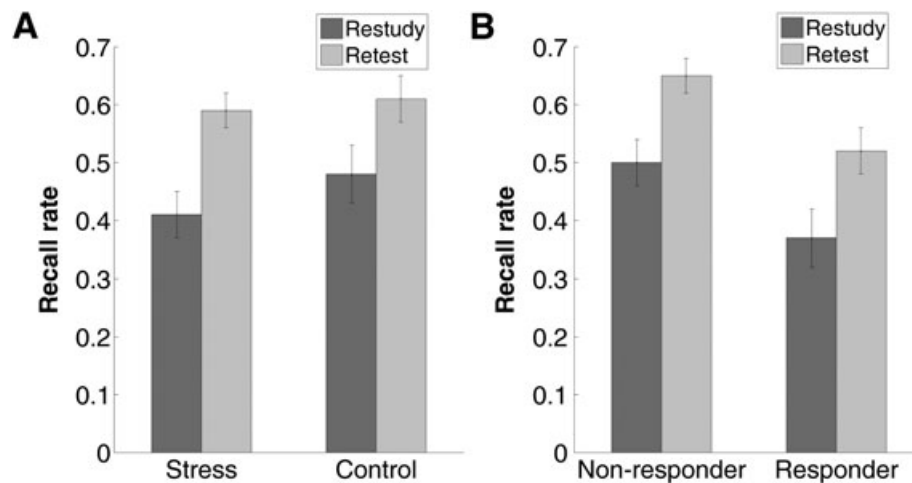 A
Restudy
Retest
Recall rate
0.7
0.6
0.5
0.4
0.3
0.2
0.1
0
Stress
Control
B
Restudy
Retest
Recall rate
0.7
0.6
0.5
0.4
0.3
0.2
0.1
0
Non-responder
Responder